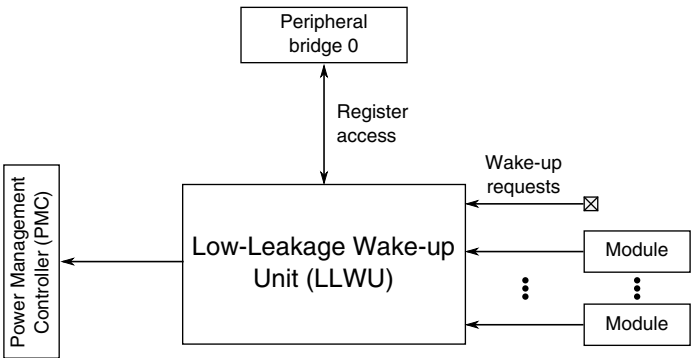 Peripheral
bridge 0
Register
access
Wake-up
requests
Power Management
Controller (PMC)
Low-Leakage Wake-up
Unit (LLWU)
Module
Module